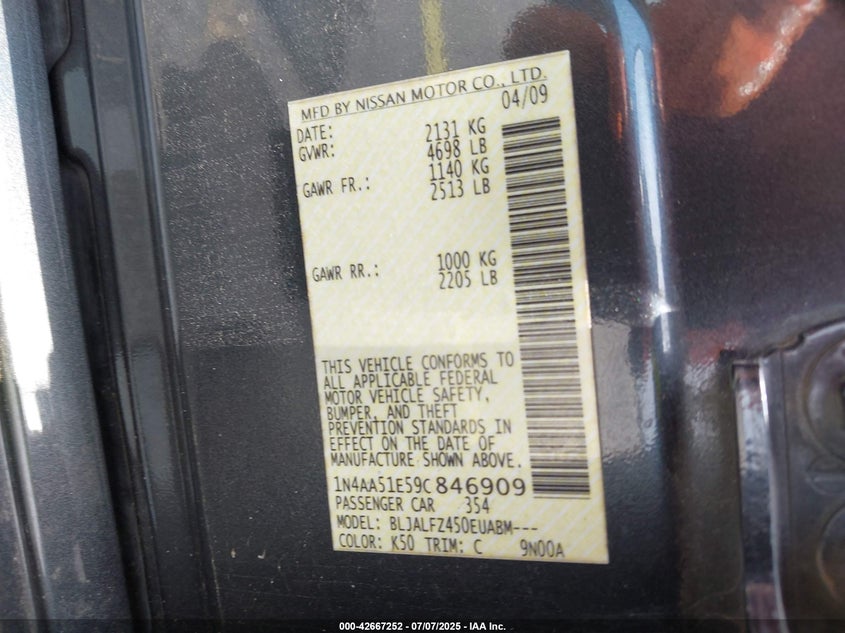 MFD BY NISSAN MOTOR CO., LTD.
DATE: 04/09
GVWR: 2131 KG
4698 LB
GAWR FR.: 1140 KG
2513 LB
GAWR RR.: 1000 KG
2205 LB
THIS VEHICLE CONFORMS TO
ALL APPLICABLE FEDERAL
MOTOR VEHICLE SAFETY,
BUMPER, AND THEFT
PREVENTION STANDARDS IN
EFFECT ON THE DATE OF
MANUFACTURE SHOWN ABOVE.
1N4AA51E59C846909
PASSENGER CAR 354
MODEL: BLJALFZ450EUABM---
COLOR: K50 TRIM: C 9N00A
000-42667252 / 07/07/2025 - IAA Inc.